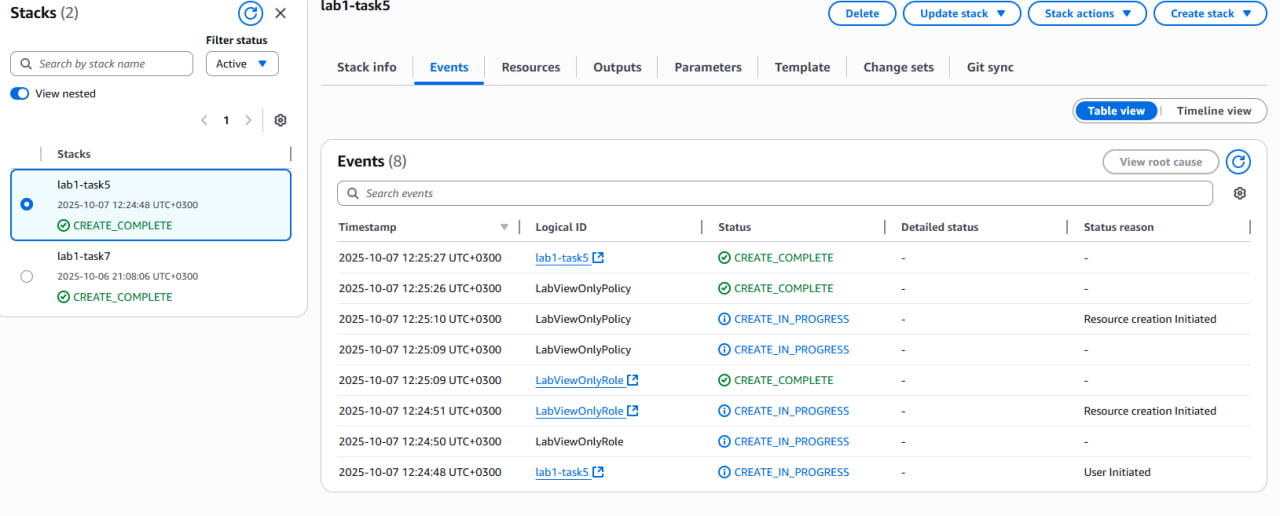 Stacks (2)
Filter status
Search by stack name
Active
View nested
1
Stacks
lab1-task5
2025-10-07 12:24:48 UTC+0300
CREATE_COMPLETE
lab1-task7
2025-10-06 21:08:06 UTC+0300
CREATE_COMPLETE
lab1-task5
Delete
Update stack
Stack actions
Create stack
Stack info Events Resources Outputs Parameters Template Change sets Git sync
Table view Timeline view
Events (8)
View root cause
Search events
Timestamp Logical ID Status Detailed status Status reason
2025-10-07 12:25:27 UTC+0300 lab1-task5 CREATE_COMPLETE - -
2025-10-07 12:25:26 UTC+0300 LabViewOnlyPolicy CREATE_COMPLETE - -
2025-10-07 12:25:10 UTC+0300 LabViewOnlyPolicy CREATE_IN_PROGRESS - Resource creation Initiated
2025-10-07 12:25:09 UTC+0300 LabViewOnlyPolicy CREATE_IN_PROGRESS - -
2025-10-07 12:25:09 UTC+0300 LabViewOnlyRole CREATE_COMPLETE - -
2025-10-07 12:24:51 UTC+0300 LabViewOnlyRole CREATE_IN_PROGRESS - Resource creation Initiated
2025-10-07 12:24:50 UTC+0300 LabViewOnlyRole CREATE_IN_PROGRESS - -
2025-10-07 12:24:48 UTC+0300 lab1-task5 CREATE_IN_PROGRESS - User Initiated